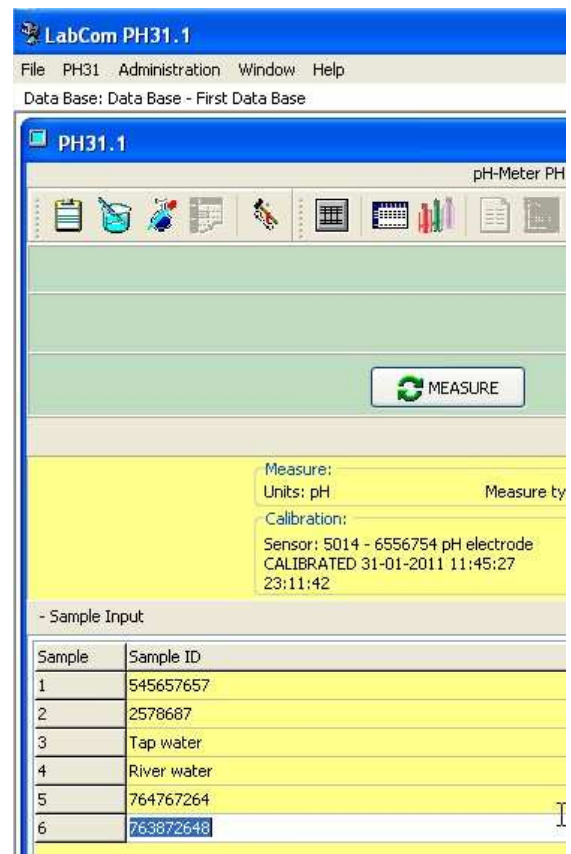 LabCom PH31.1
File PH31 Administration Window Help
Data Base: Data Base - First Data Base
PH31.1
pH-Meter PH
MEASURE
Measure:
Units: pH Measure ty
Calibration:
Sensor: 5014 - 6556754 pH electrode
CALIBRATED 31-01-2011 11:45:27
23:11:42
- Sample Input
Sample Sample ID
1 545657657
2 2578687
3 Tap water
4 River water
5 764767264
6 763872648